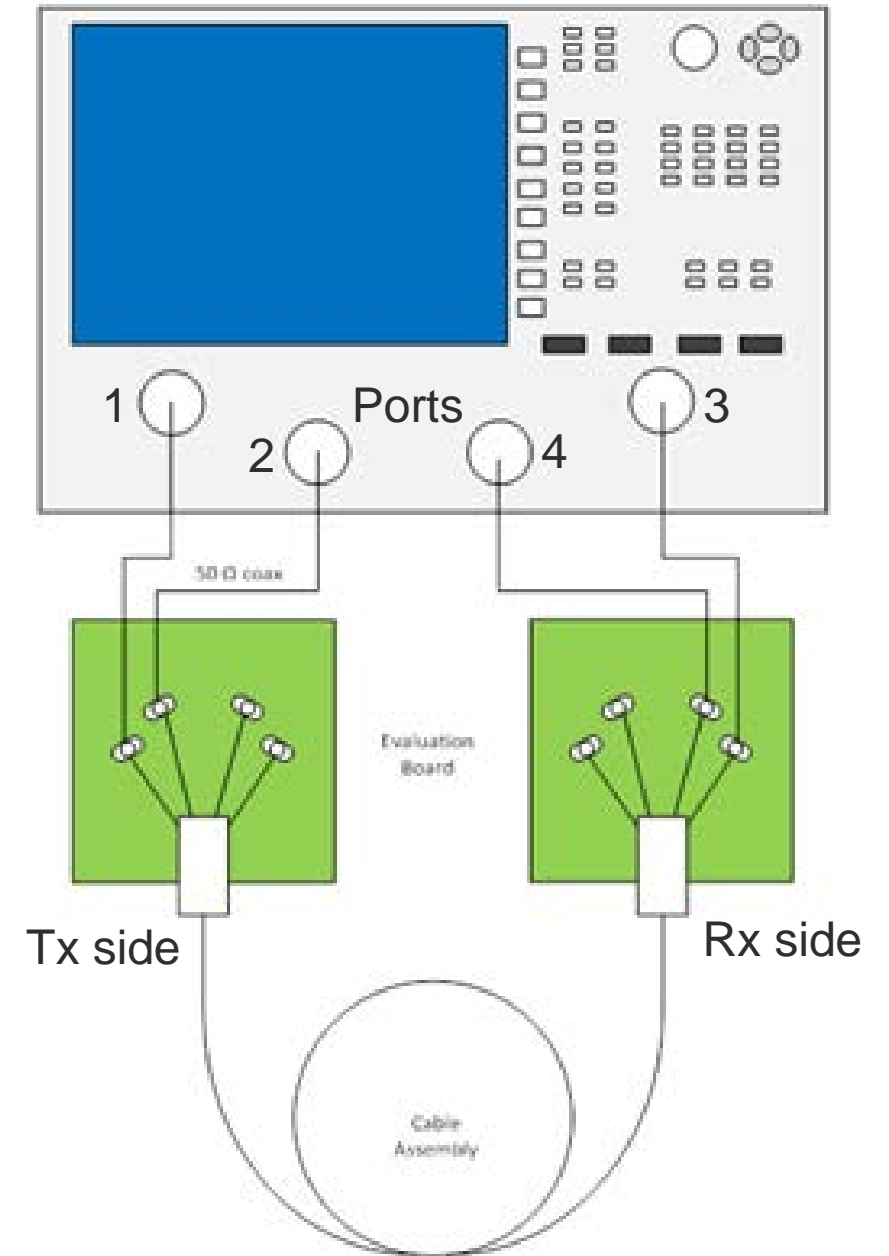 1
Ports
3
2
4
50 Ω coax
Evaluation
Board
Tx side
Rx side
Cable
Assembly